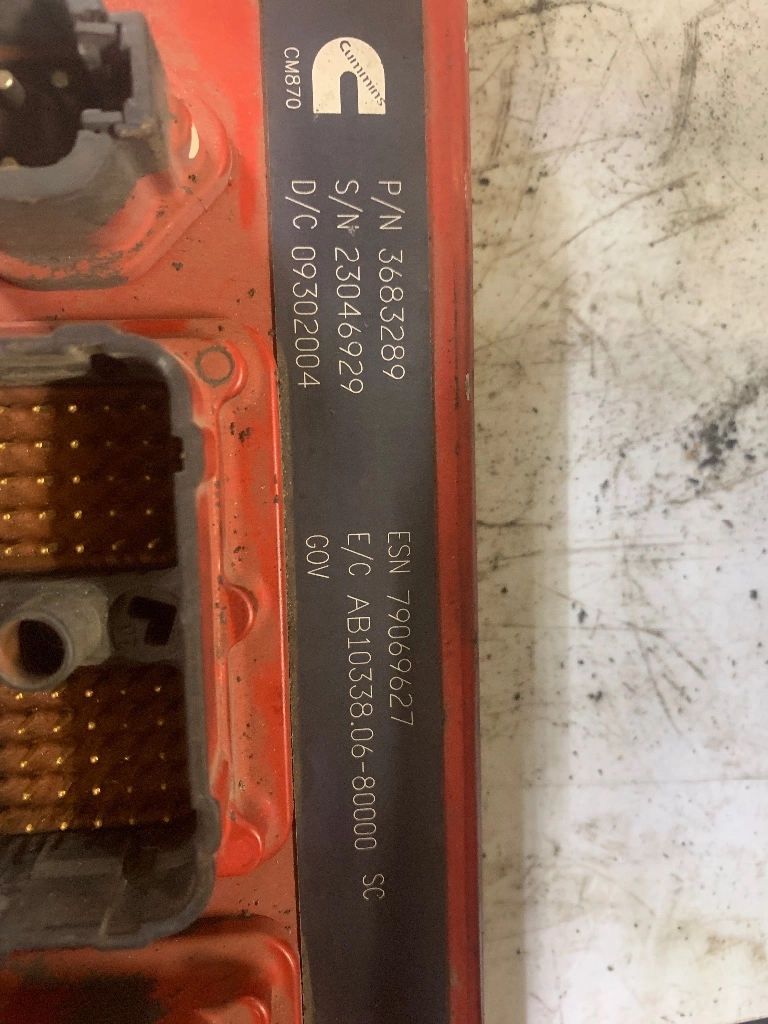 cummins
CM870
P/N 3683289
S/N 23046929
D/C 09302004
ESN 79069627
E/C AB10338.06-80000 SC
GOV